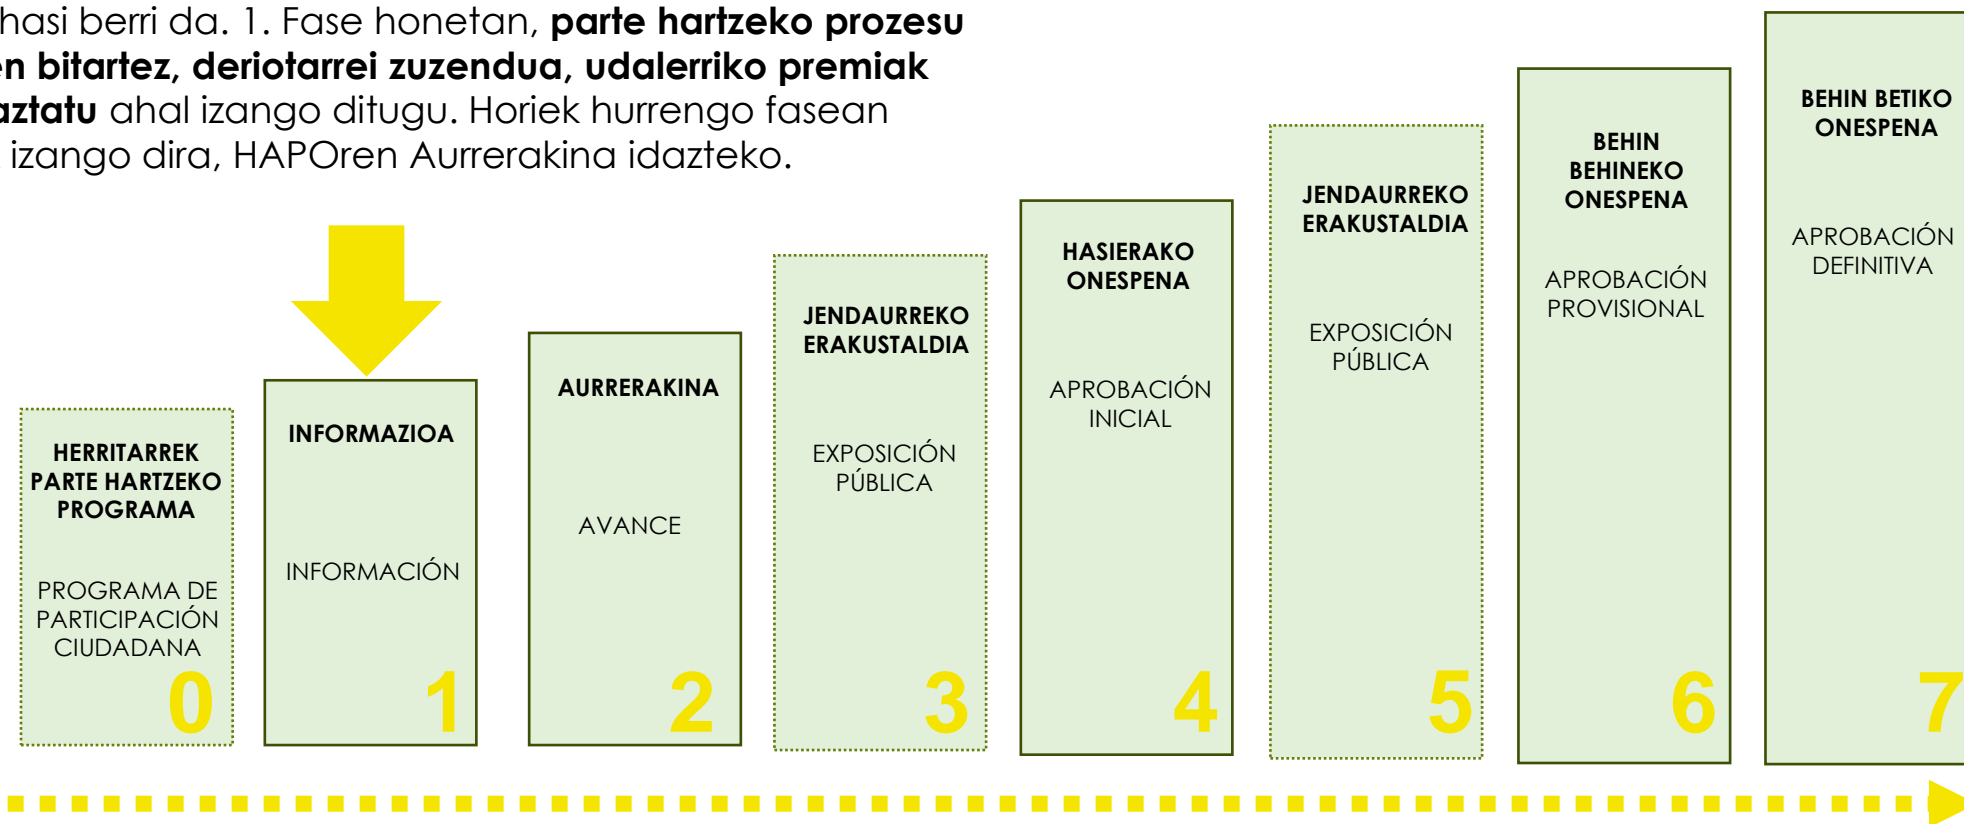 hasi berri da. 1. Fase honetan, parte hartzeko prozesu
bitartez, deriotarrei zuzendua, udalerriko premiak
ahal izango ditugu. Horiek hurrengo fasean
izango dira, HAPOren Aurrerakina idazteko.
HERRITARREK
PARTE HARTZEKO
PROGRAMA
PROGRAMA DE
PARTICIPACIÓN
CIUDADANA
0
INFORMAZIOA
INFORMACIÓN
1
AURRERAKINA
AVANCE
2
JENDAURREKO
ERAKUSTALDIA
EXPOSICIÓN
PÚBLICA
3
HASIERAKO
ONESPENA
APROBACIÓN
INICIAL
4
JENDAURREKO
ERAKUSTALDIA
EXPOSICIÓN
PÚBLICA
5
BEHIN
BEHINEKO
ONESPENA
APROBACIÓN
PROVISIONAL
6
BEHIN BETIKO
ONESPENA
APROBACIÓN
DEFINITIVA
7